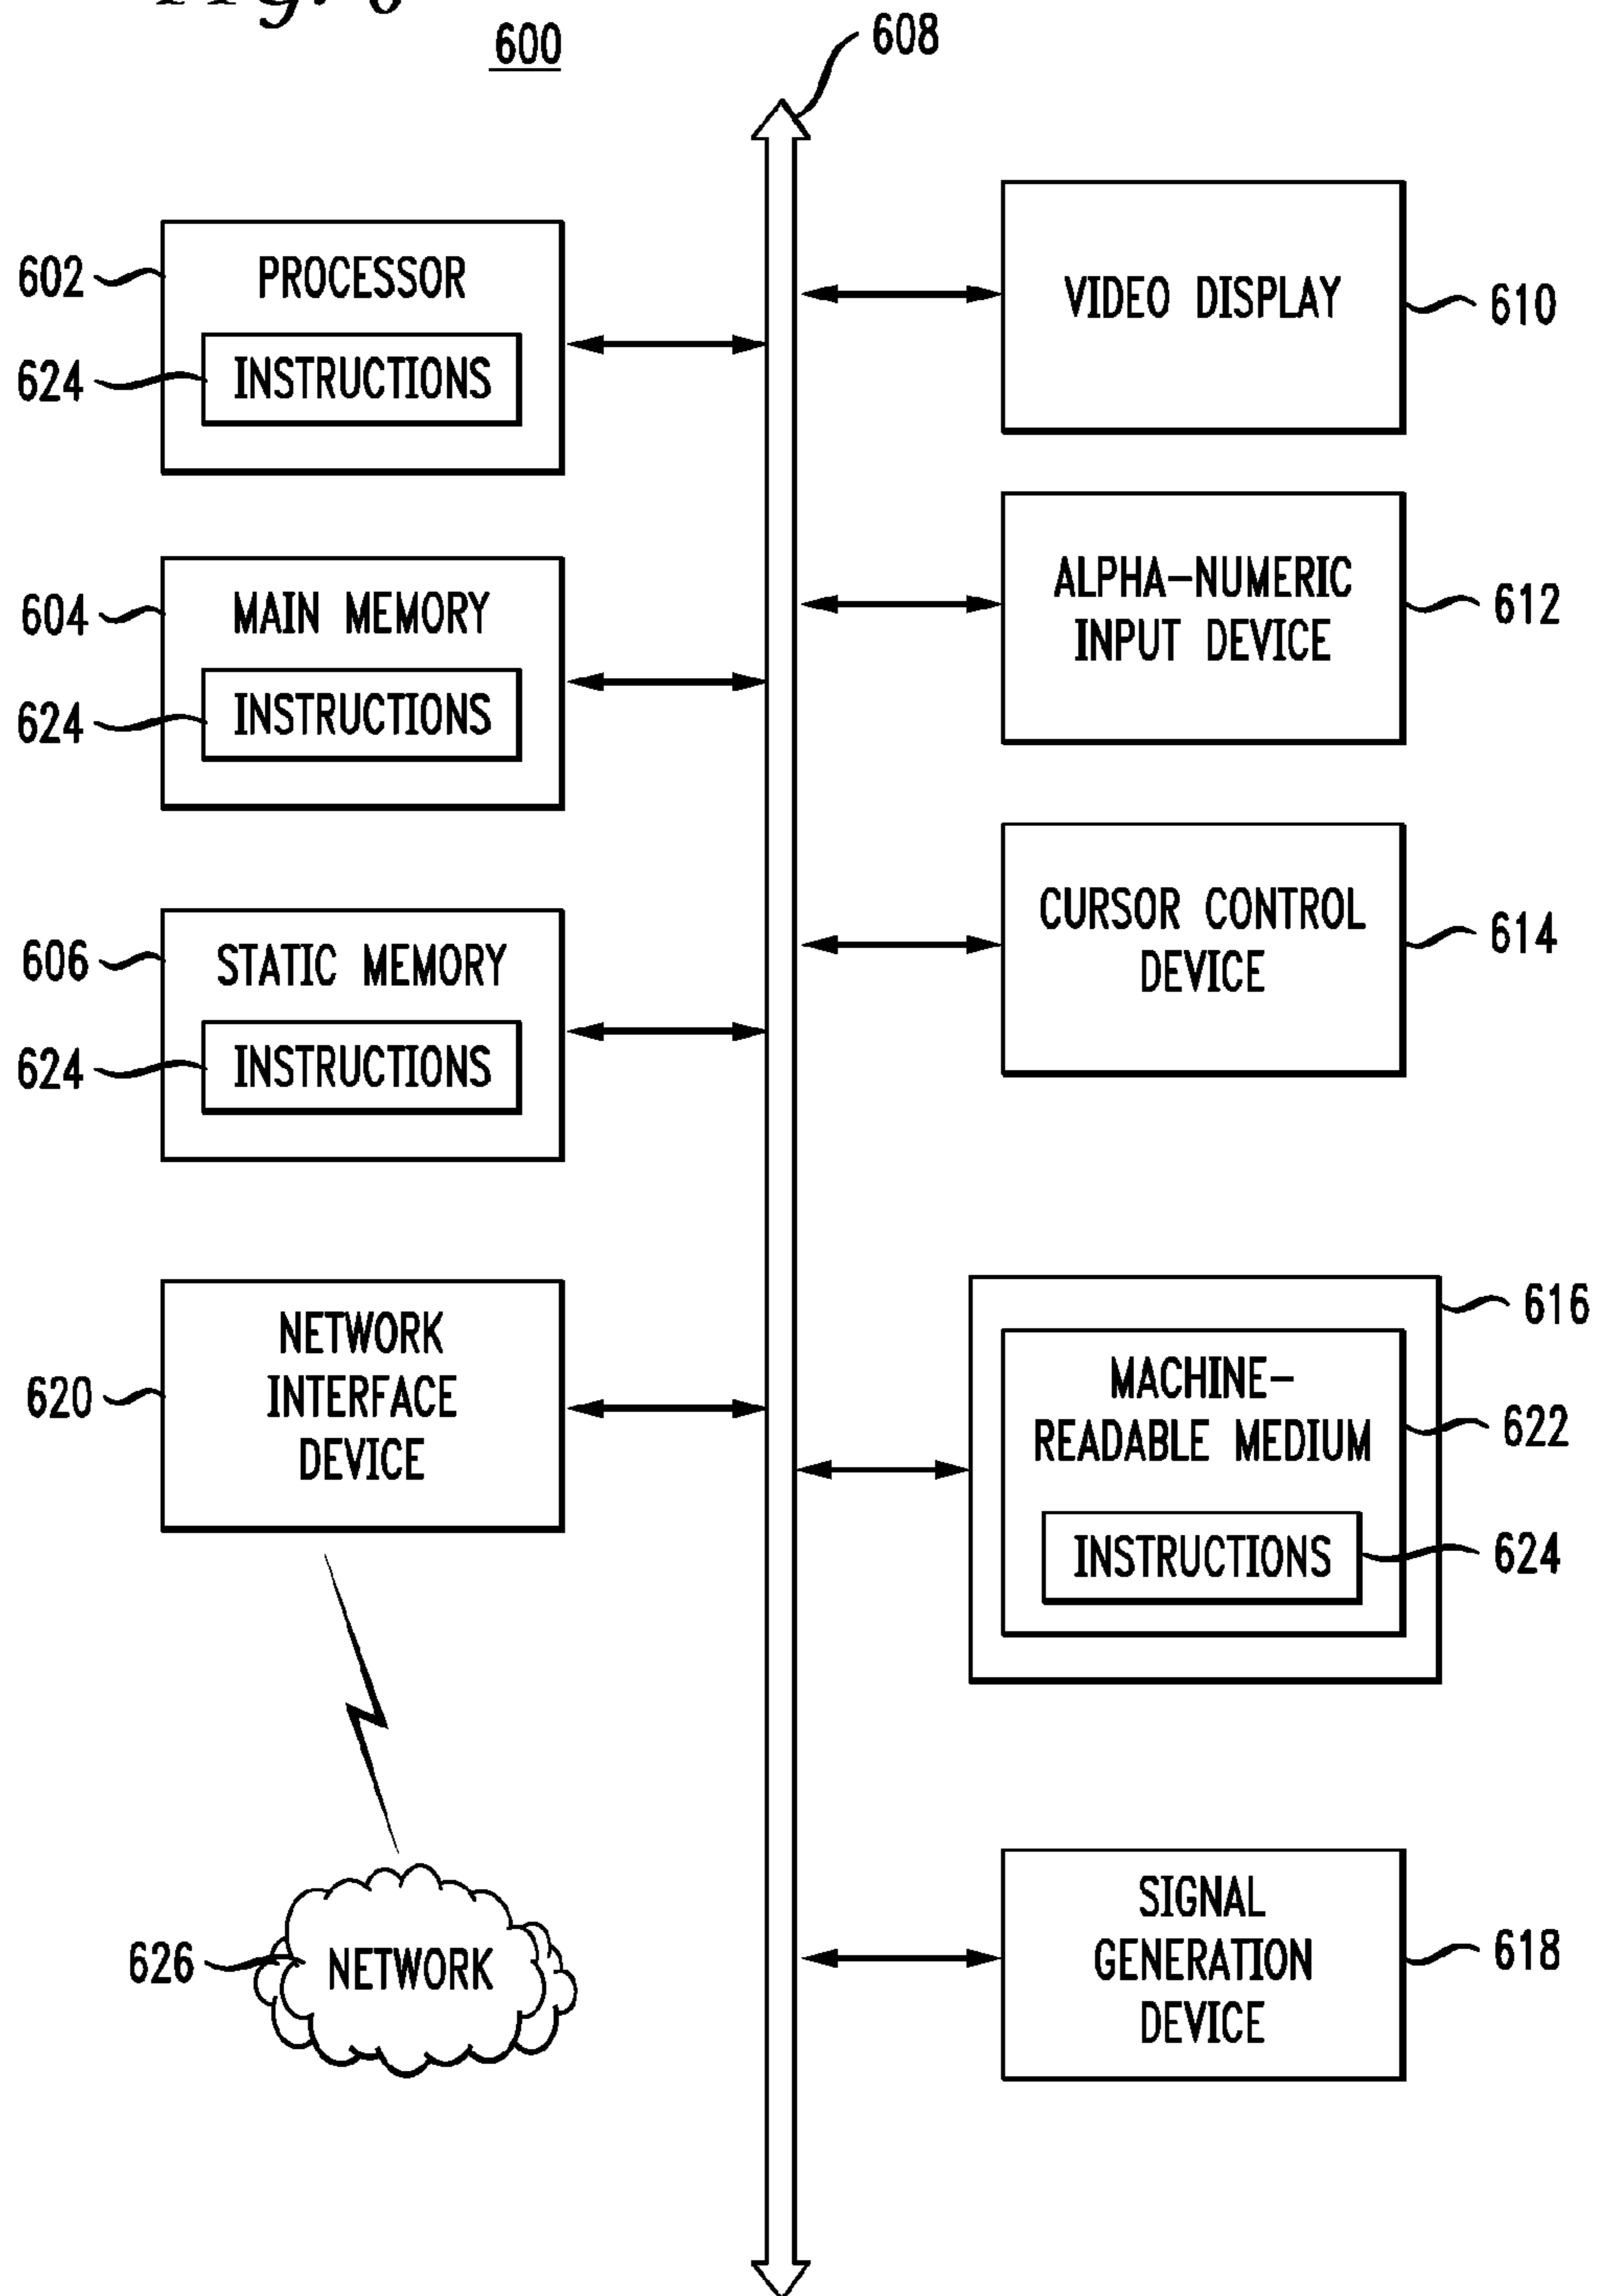 600
608
602
PROCESSOR
624
INSTRUCTIONS
VIDEO DISPLAY
610
604
MAIN MEMORY
624
INSTRUCTIONS
ALPHA-NUMERIC
INPUT DEVICE
612
606
STATIC MEMORY
624
INSTRUCTIONS
CURSOR CONTROL
DEVICE
614
620
NETWORK
INTERFACE
DEVICE
616
MACHINE-
READABLE MEDIUM
622
INSTRUCTIONS
624
626
NETWORK
SIGNAL
GENERATION
DEVICE
618